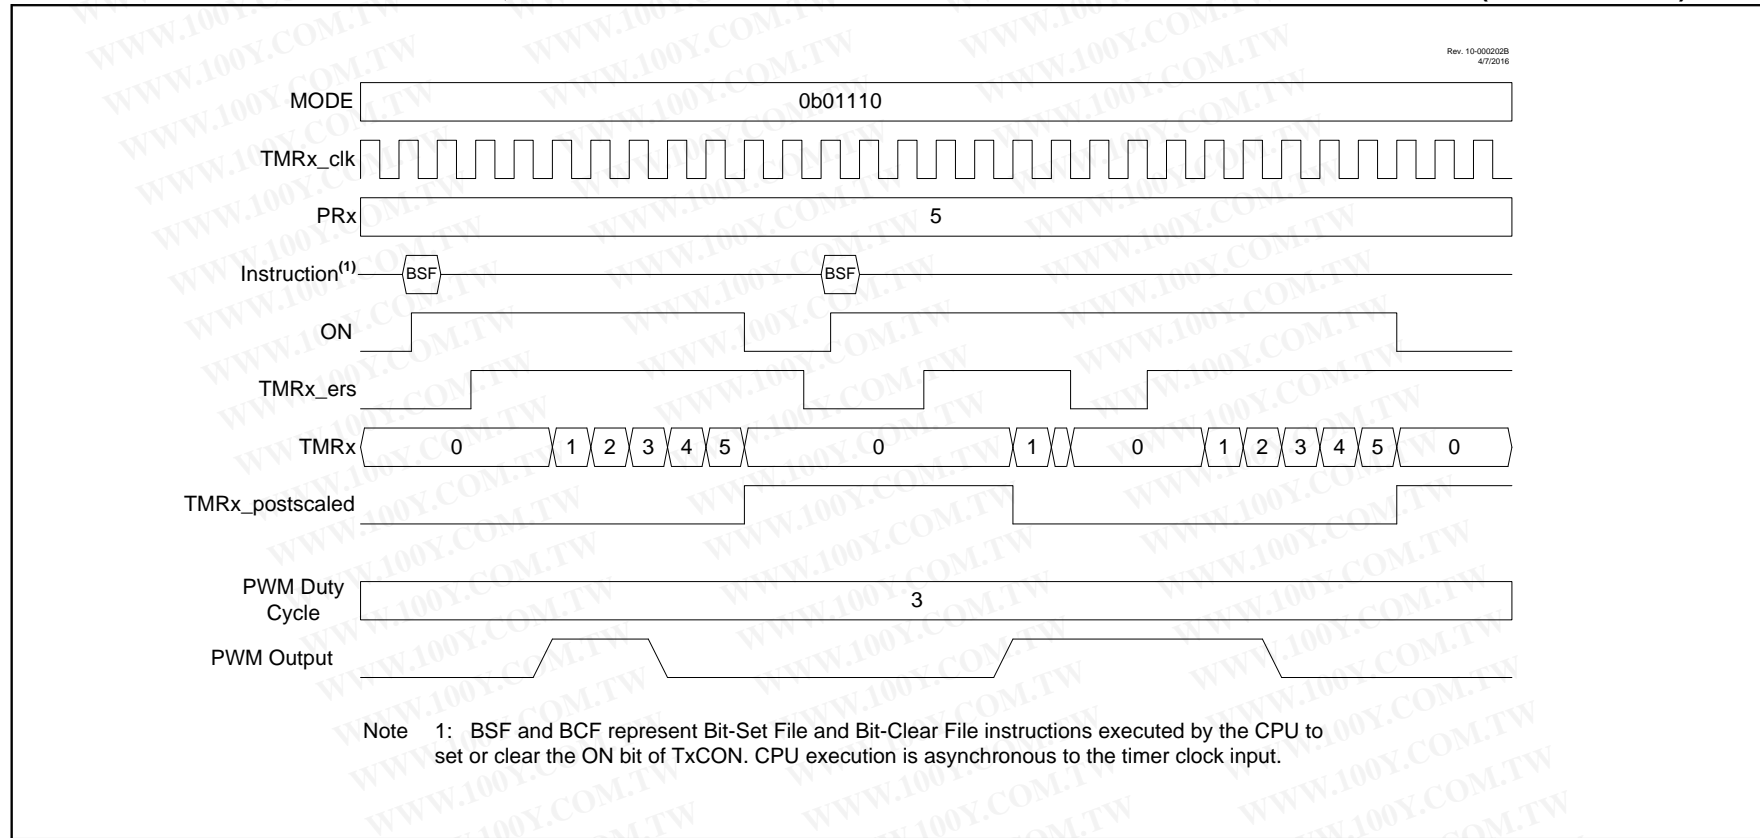 Rev. 10-000202B
4/7/2016
MODE 0b01110
TMRx_clk
PRx 5
Instruction(1) BSF BSF
ON
TMRx_ers
TMRx 0 1 2 3 4 5 0 1 0 1 2 3 4 5 0
TMRx_postscaled
PWM Duty
Cycle 3
PWM Output
Note 1: BSF and BCF represent Bit-Set File and Bit-Clear File instructions executed by the CPU to
set or clear the ON bit of TxCON. CPU execution is asynchronous to the timer clock input.
WWW.100Y.COM.TW